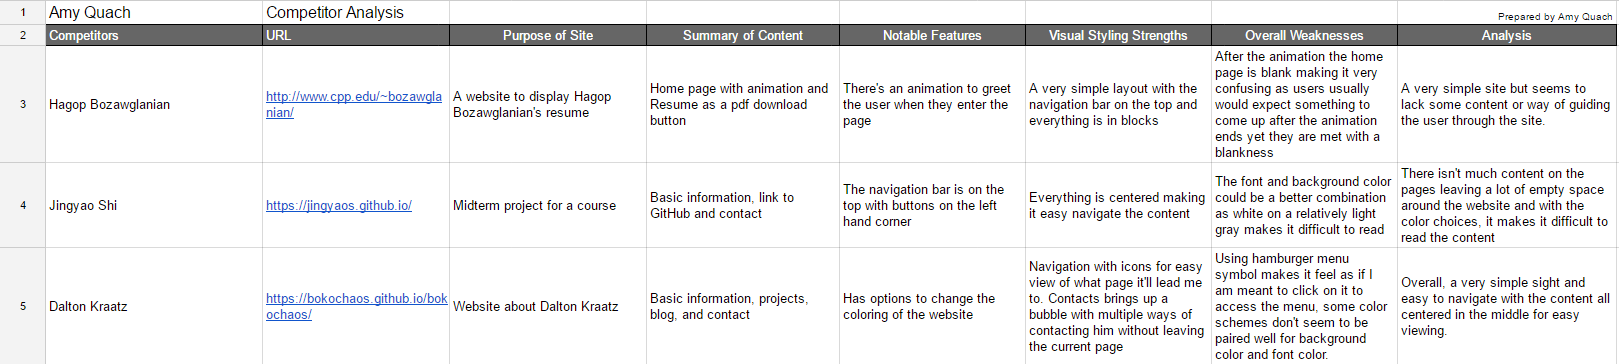 1 Amy Quach Competitor Analysis Prepared by Amy Quach
2 Competitors URL Purpose of Site Summary of Content Notable Features Visual Styling Strengths Overall Weaknesses Analysis
3
Hagop Bozawglanian
http://www.cpp.edu/~bozawgla
nian/
A website to display Hagop
Bozawglanian's resume
Home page with animation and
Resume as a pdf download
button
There's an animation to greet
the user when they enter the
page
A very simple layout with the
navigation bar on the top and
everything is in blocks
After the animation the home
page is blank making it very
confusing as users usually
would expect something to
come up after the animation
ends yet they are met with a
blankness
A very simple site but seems to
lack some content or way of guiding
the user through the site.
4
Jingyao Shi
https://jingyaos.github.io/
Midterm project for a course
Basic information, link to
GitHub and contact
The navigation bar is on the
top with buttons on the left
hand corner
Everything is centered making
it easy navigate the content
The font and background color
could be a better combination
as white on a relatively light
gray makes it difficult to read
There isn't much content on the
pages leaving a lot of empty space
around the website and with the
color choices, it makes it difficult to
read the content
5
Dalton Kraatz
https://bokochaos.github.io/bok
ochaos/
Website about Dalton Kraatz
Basic information, projects,
blog, and contact
Has options to change the
coloring of the website
Navigation with icons for easy
view of what page it'll lead me
to. Contacts brings up a
bubble with multiple ways of
contacting him without leaving
the current page
Using hamburger menu
symbol makes it feel as if I
am meant to click on it to
access the menu, some color
schemes don't seem to be
paired well for background
color and font color.
Overall, a very simple sight and
easy to navigate with the content all
centered in the middle for easy
viewing.